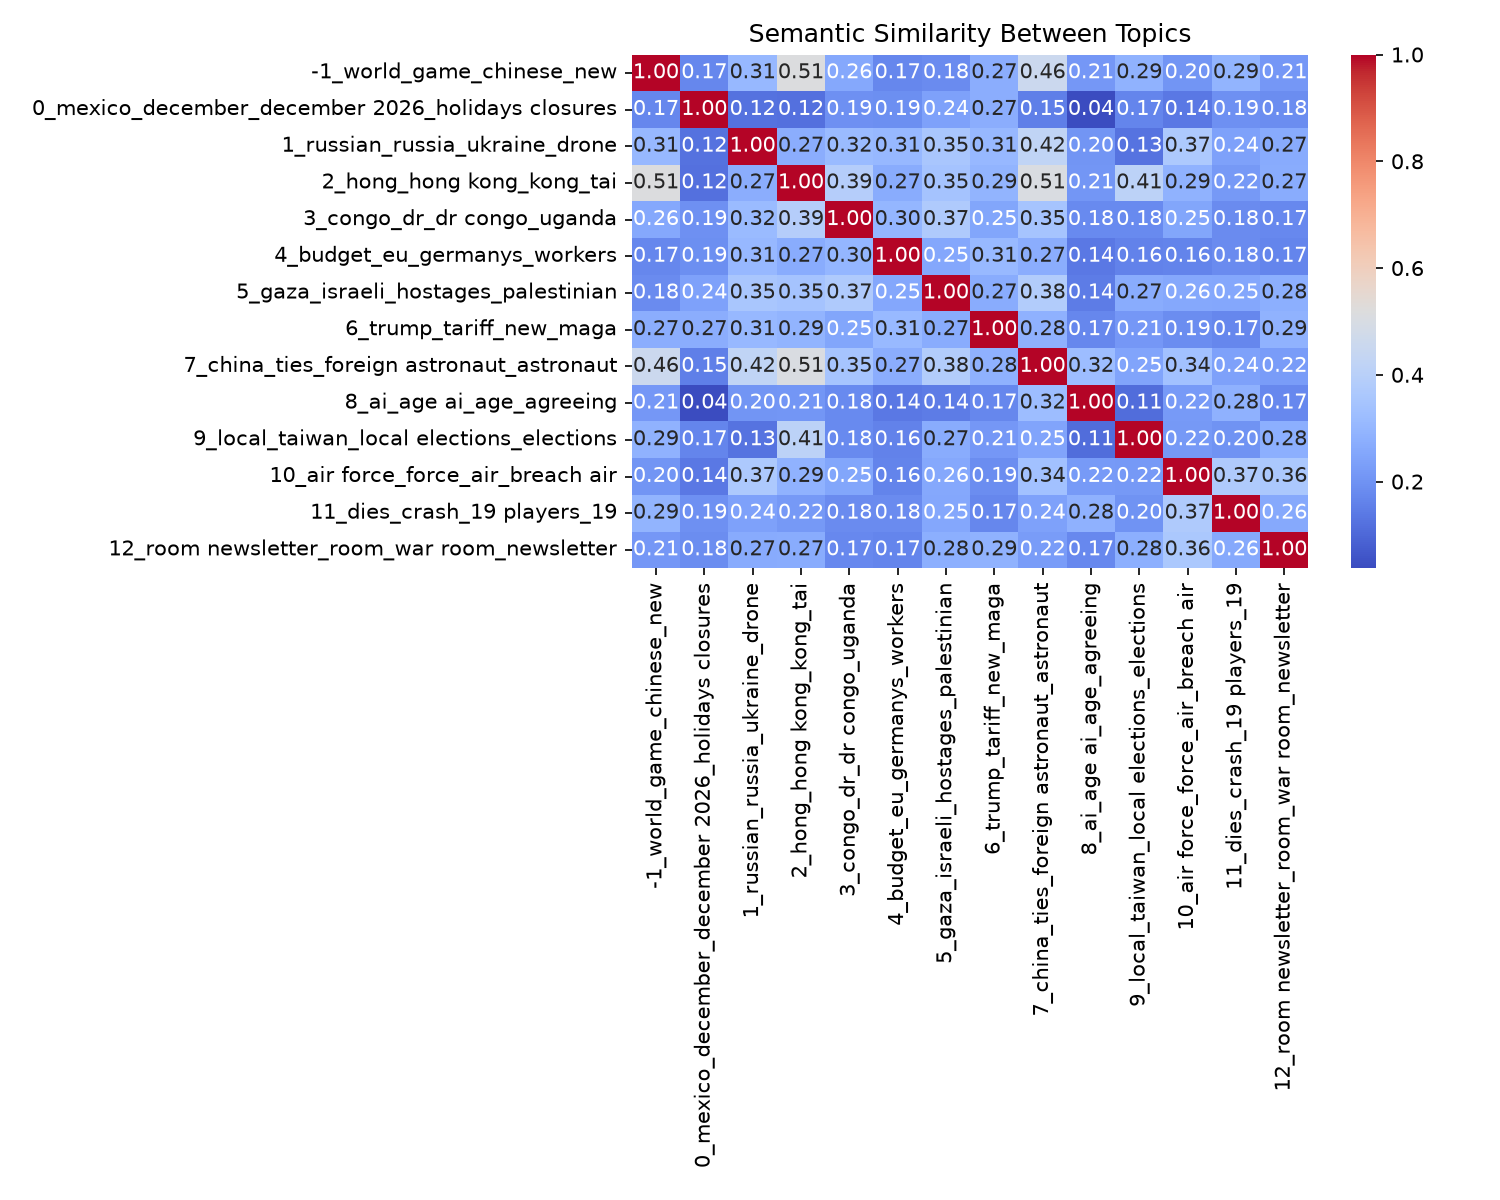 Semantic Similarity Between Topics
-1_world_game_chinese_new 1.00 0.17 0.31 0.51 0.26 0.17 0.18 0.27 0.46 0.21 0.29 0.20 0.29 0.21
0_mexico_december_december 2026_holidays closures 0.17 1.00 0.12 0.12 0.19 0.19 0.24 0.27 0.15 0.04 0.17 0.14 0.19 0.18
1_russian_russia_ukraine_drone 0.31 0.12 1.00 0.27 0.32 0.31 0.35 0.31 0.42 0.20 0.13 0.37 0.24 0.27
2_hong_hong kong_kong_tai 0.51 0.12 0.27 1.00 0.39 0.27 0.35 0.29 0.51 0.21 0.41 0.29 0.22 0.27
3_congo_dr_dr congo_uganda 0.26 0.19 0.32 0.39 1.00 0.30 0.37 0.25 0.35 0.18 0.18 0.25 0.18 0.17
4_budget_eu_germanys_workers 0.17 0.19 0.31 0.27 0.30 1.00 0.25 0.31 0.27 0.14 0.16 0.16 0.18 0.17
5_gaza_israeli_hostages_palestinian 0.18 0.24 0.35 0.35 0.37 0.25 1.00 0.27 0.38 0.14 0.27 0.26 0.25 0.28
6_trump_tariff_new_maga 0.27 0.27 0.31 0.29 0.25 0.31 0.27 1.00 0.28 0.17 0.21 0.19 0.17 0.29
7_china_ties_foreign astronaut_astronaut 0.46 0.15 0.42 0.51 0.35 0.27 0.38 0.28 1.00 0.32 0.25 0.34 0.24 0.22
8_ai_age ai_age_agreeing 0.21 0.04 0.20 0.21 0.18 0.14 0.14 0.17 0.32 1.00 0.11 0.22 0.28 0.17
9_local_taiwan_local elections_elections 0.29 0.17 0.13 0.41 0.18 0.16 0.27 0.21 0.25 0.11 1.00 0.22 0.20 0.28
10_air force_force_air_breach air 0.20 0.14 0.37 0.29 0.25 0.16 0.26 0.19 0.34 0.22 0.22 1.00 0.37 0.36
11_dies_crash_19 players_19 0.29 0.19 0.24 0.22 0.18 0.18 0.25 0.17 0.24 0.28 0.20 0.37 1.00 0.26
12_room newsletter_room_war room_newsletter 0.21 0.18 0.27 0.27 0.17 0.17 0.28 0.29 0.22 0.17 0.28 0.36 0.26 1.00
-1_world_game_chinese_new
0_mexico_december_december 2026_holidays closures
1_russian_russia_ukraine_drone
2_hong_hong kong_kong_tai
3_congo_dr_dr congo_uganda
4_budget_eu_germanys_workers
5_gaza_israeli_hostages_palestinian
6_trump_tariff_new_maga
7_china_ties_foreign astronaut_astronaut
8_ai_age ai_age_agreeing
9_local_taiwan_local elections_elections
10_air force_force_air_breach air
11_dies_crash_19 players_19
12_room newsletter_room_war room_newsletter
1.0
0.8
0.6
0.4
0.2